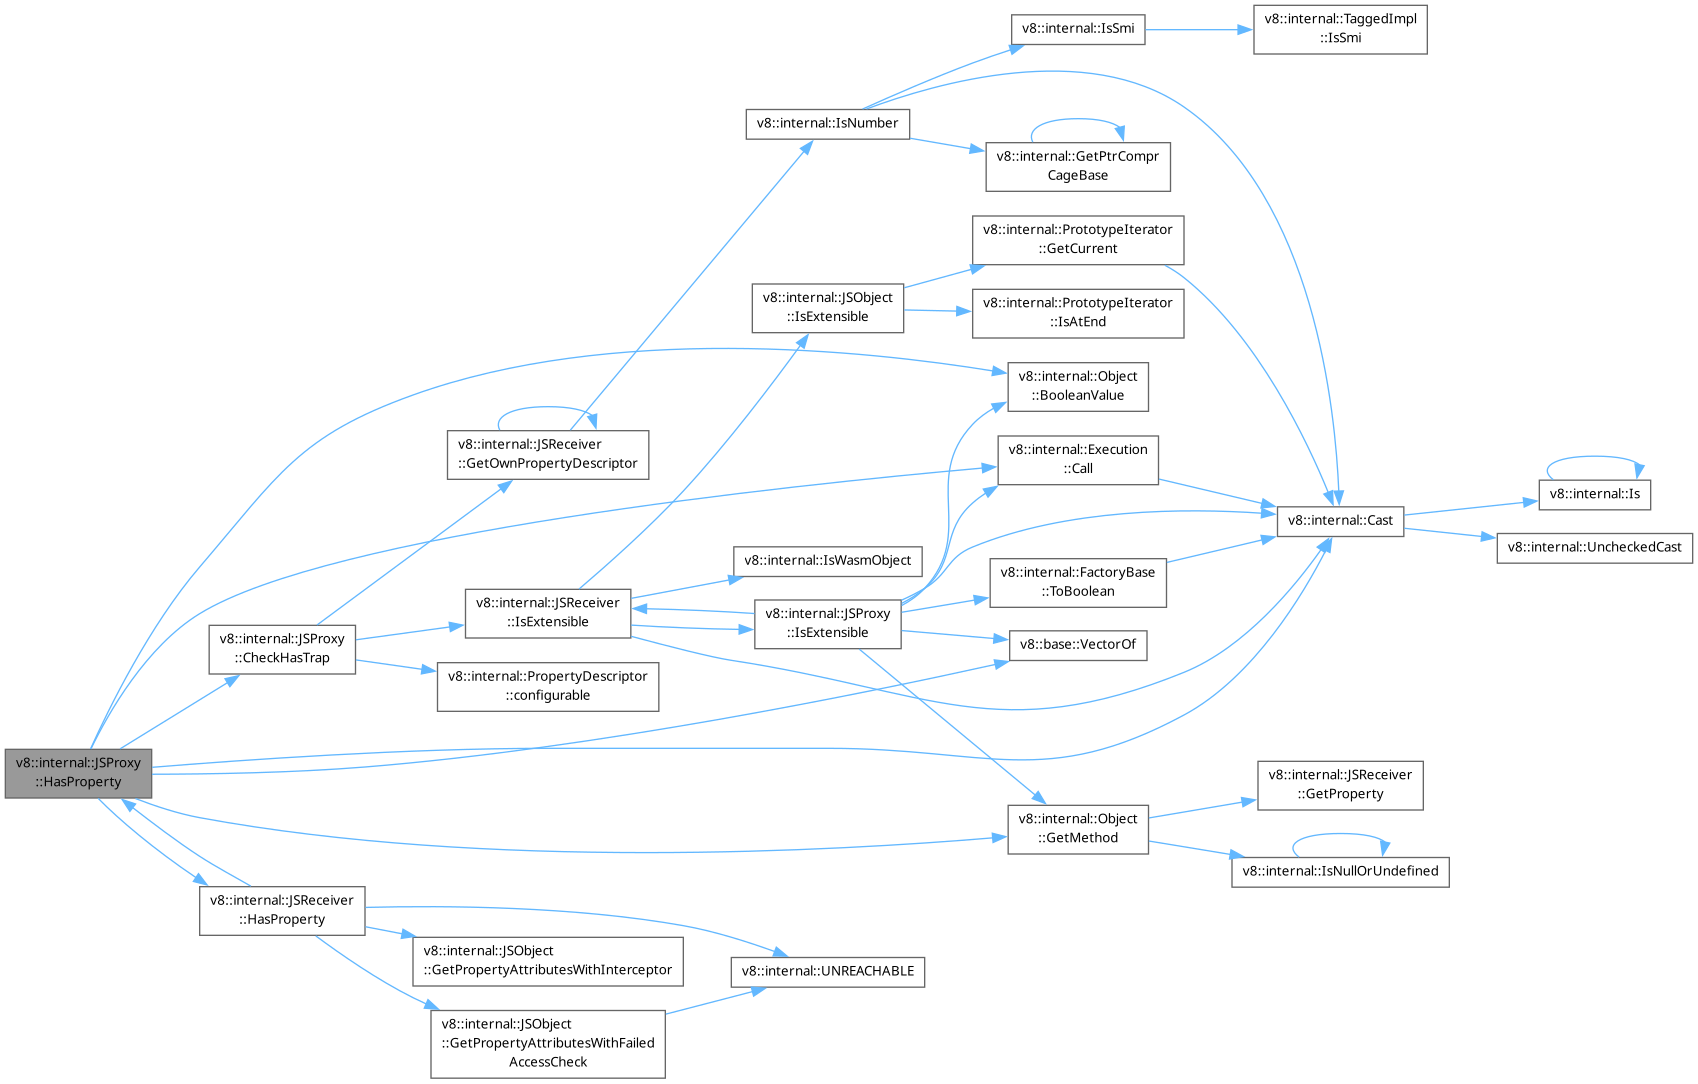 v8::internal::IsSmi
v8::internal::TaggedImpl
::IsSmi
v8::internal::IsNumber
v8::internal::GetPtrCompr
CageBase
v8::internal::PrototypeIterator
::GetCurrent
v8::internal::JSObject
::IsExtensible
v8::internal::PrototypeIterator
::IsAtEnd
v8::internal::Object
::BooleanValue
v8::internal::JSReceiver
::GetOwnPropertyDescriptor
v8::internal::Execution
::Call
v8::internal::Is
v8::internal::Cast
v8::internal::UncheckedCast
v8::internal::IsWasmObject
v8::internal::FactoryBase
::ToBoolean
v8::internal::JSReceiver
::IsExtensible
v8::internal::JSProxy
::IsExtensible
v8::internal::JSProxy
::CheckHasTrap
v8::base::VectorOf
v8::internal::PropertyDescriptor
::configurable
v8::internal::JSProxy
::HasProperty
v8::internal::JSReceiver
::GetProperty
v8::internal::Object
::GetMethod
v8::internal::IsNullOrUndefined
v8::internal::JSReceiver
::HasProperty
v8::internal::JSObject
::GetPropertyAttributesWithInterceptor
v8::internal::UNREACHABLE
v8::internal::JSObject
::GetPropertyAttributesWithFailed
AccessCheck